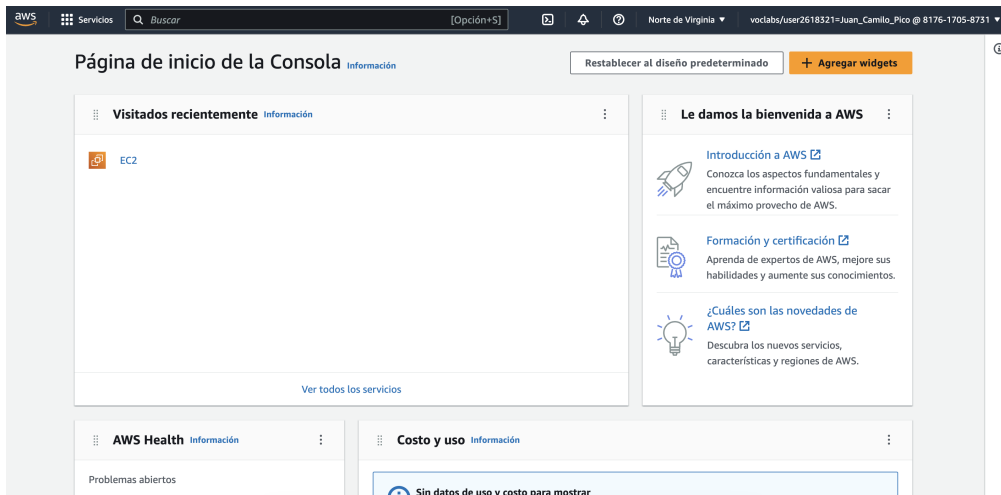 aws
Servicios
Buscar
[Opción+S]
Norte de Virginia
voclabs/user2618321=Juan_Camilo_Pico @ 8176-1705-8731
Página de inicio de la Consola Información
Restablecer al diseño predeterminado
+ Agregar widgets
Visitados recientemente Información
EC2
Ver todos los servicios
Le damos la bienvenida a AWS
Introducción a AWS
Conozca los aspectos fundamentales y
encuentre información valiosa para sacar
el máximo provecho de AWS.
Formación y certificación
Aprenda de expertos de AWS, mejore sus
habilidades y aumente sus conocimientos.
¿Cuáles son las novedades de
AWS?
Descubra los nuevos servicios,
características y regiones de AWS.
AWS Health Información
Problemas abiertos
Costo y uso Información
Sin datos de uso y costo para mostrar